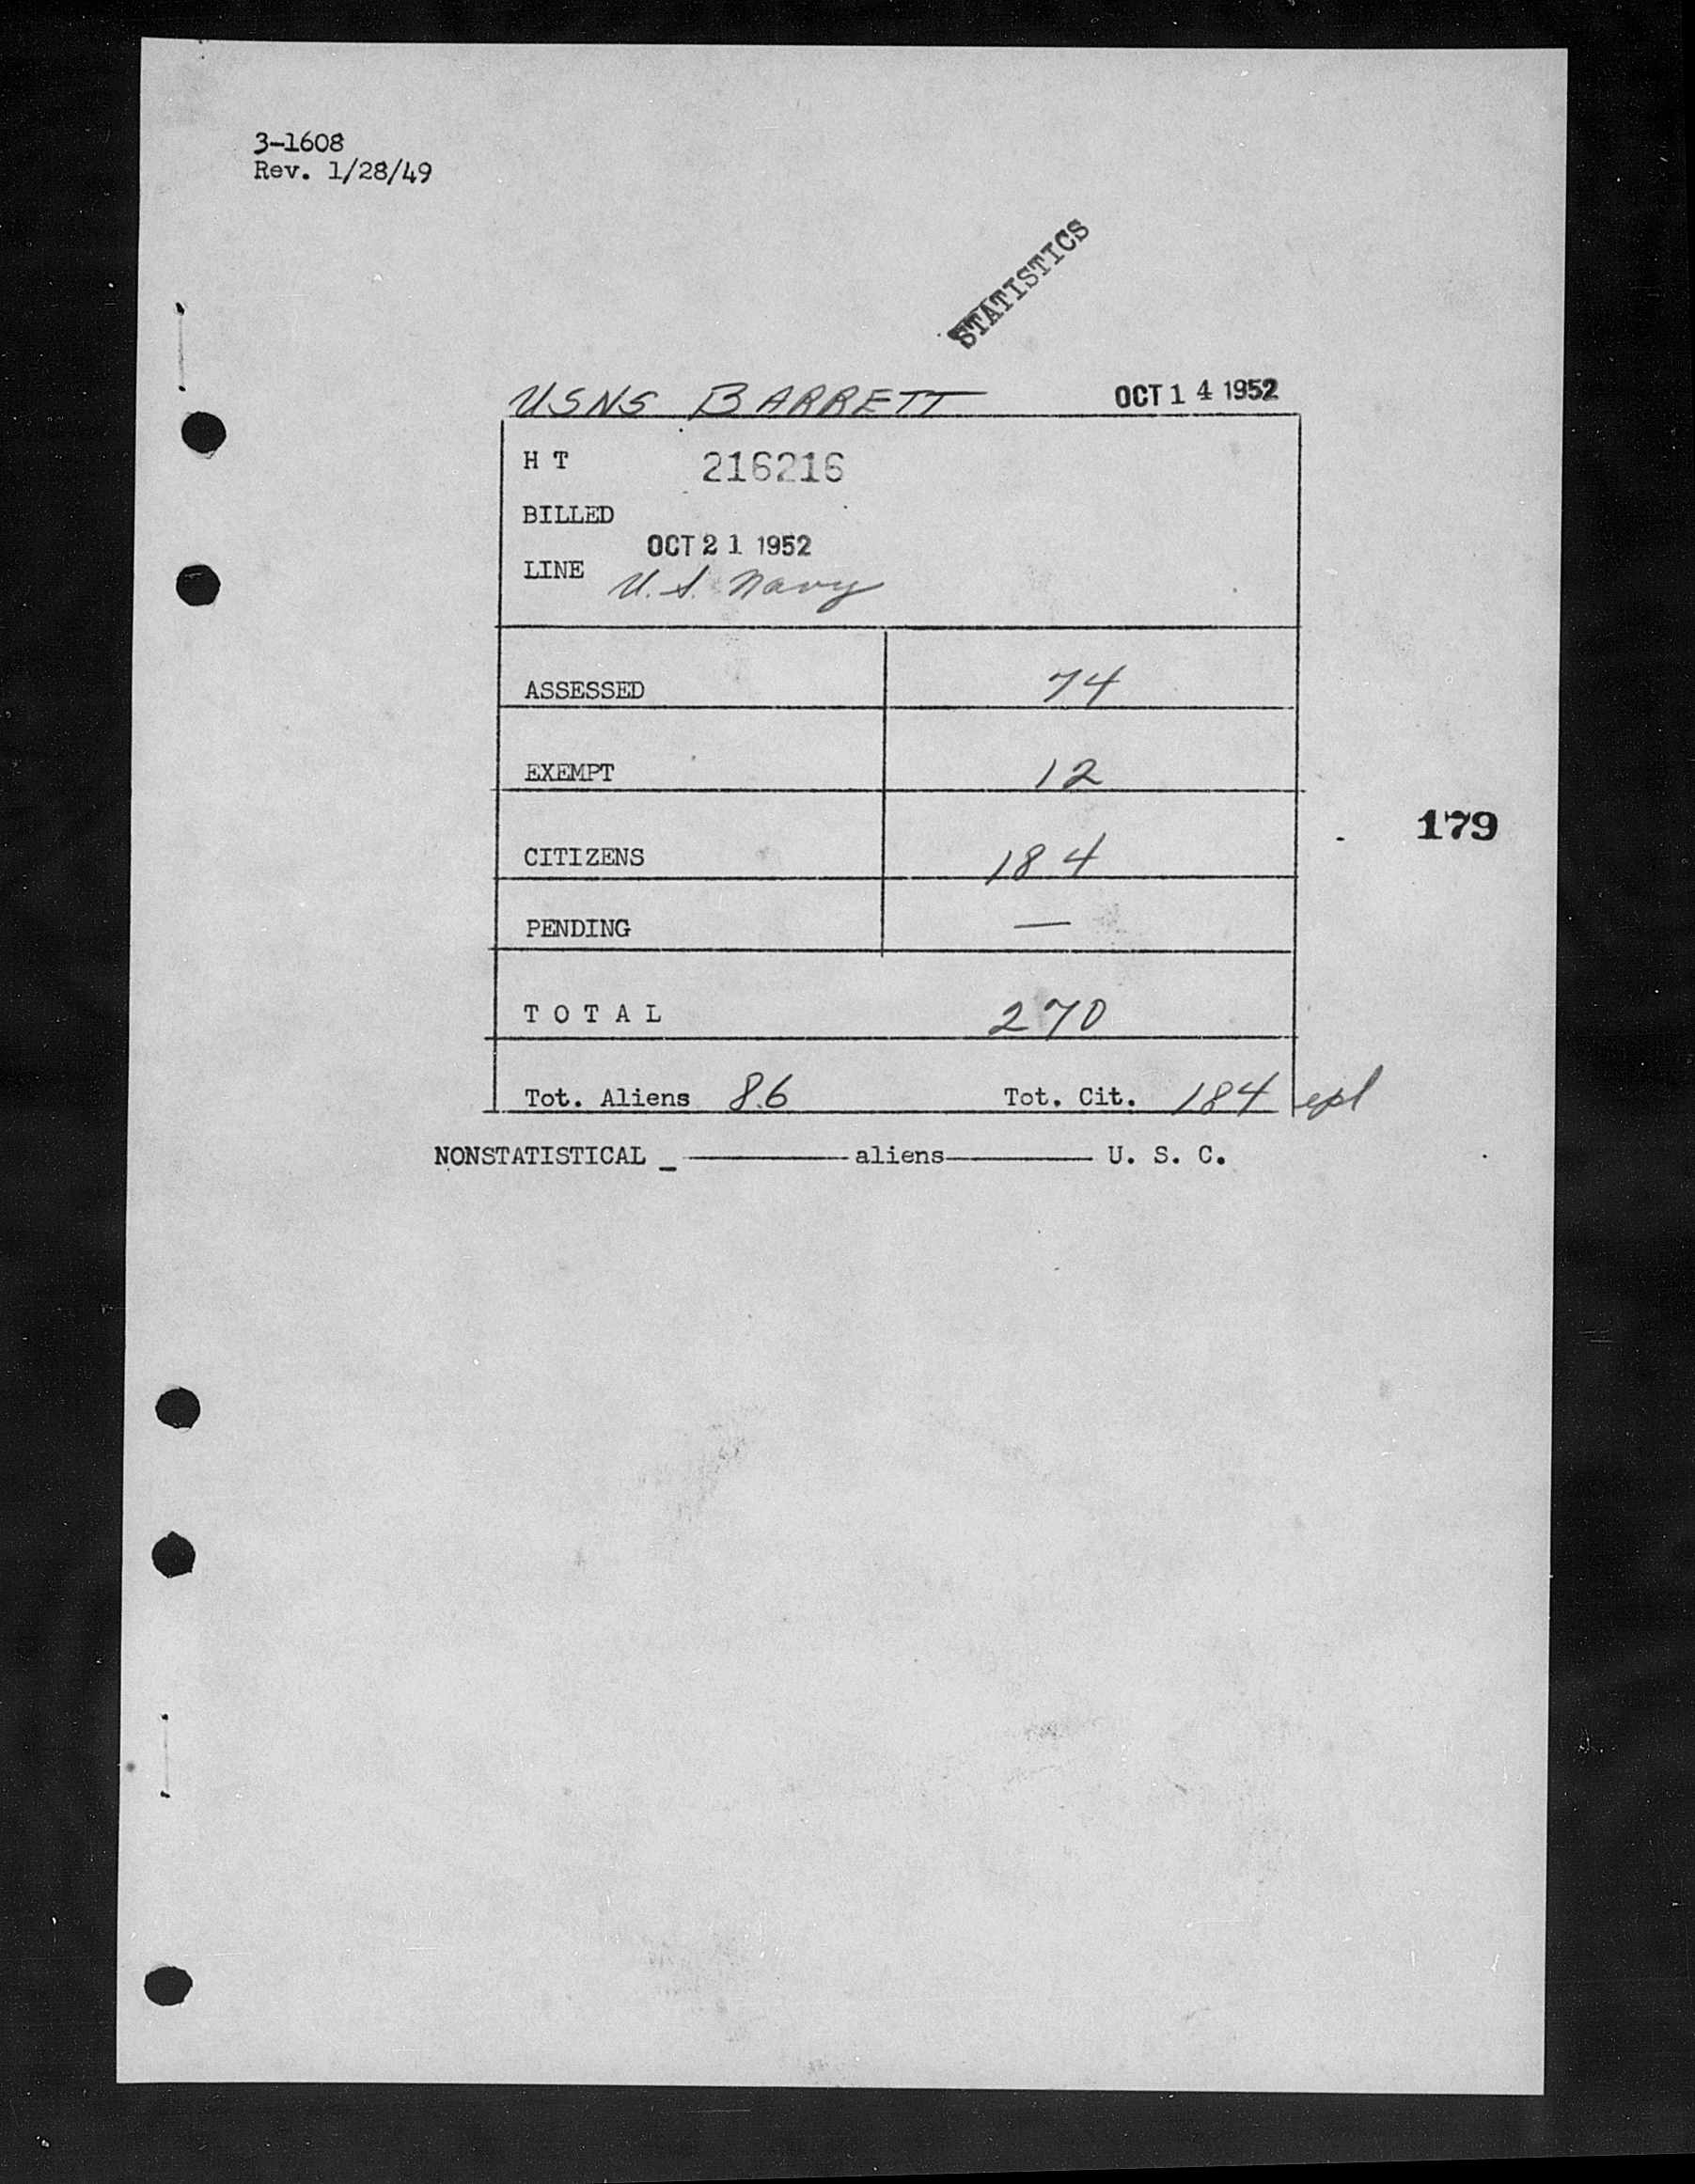 3-1608
Rev. 1/28/49
STATISTICS
USNS BARRETT OCT 14 1952
H T 216216
BILLED
OCT 21 1952
LINE U. S. Navy
ASSESSED 74
EXEMPT 12
179
CITIZENS 184
PENDING —
T O T A L 270
Tot. Aliens 86 Tot. Cit. 184
NONSTATISTICAL _ ——— aliens ——— U. S. C.